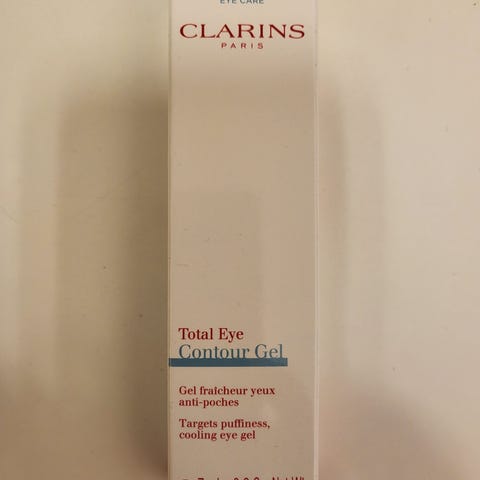 EYE CARE
CLARINS
PARIS
Total Eye
Contour Gel
Gel fraîcheur yeux
anti-poches
Targets puffiness,
cooling eye gel